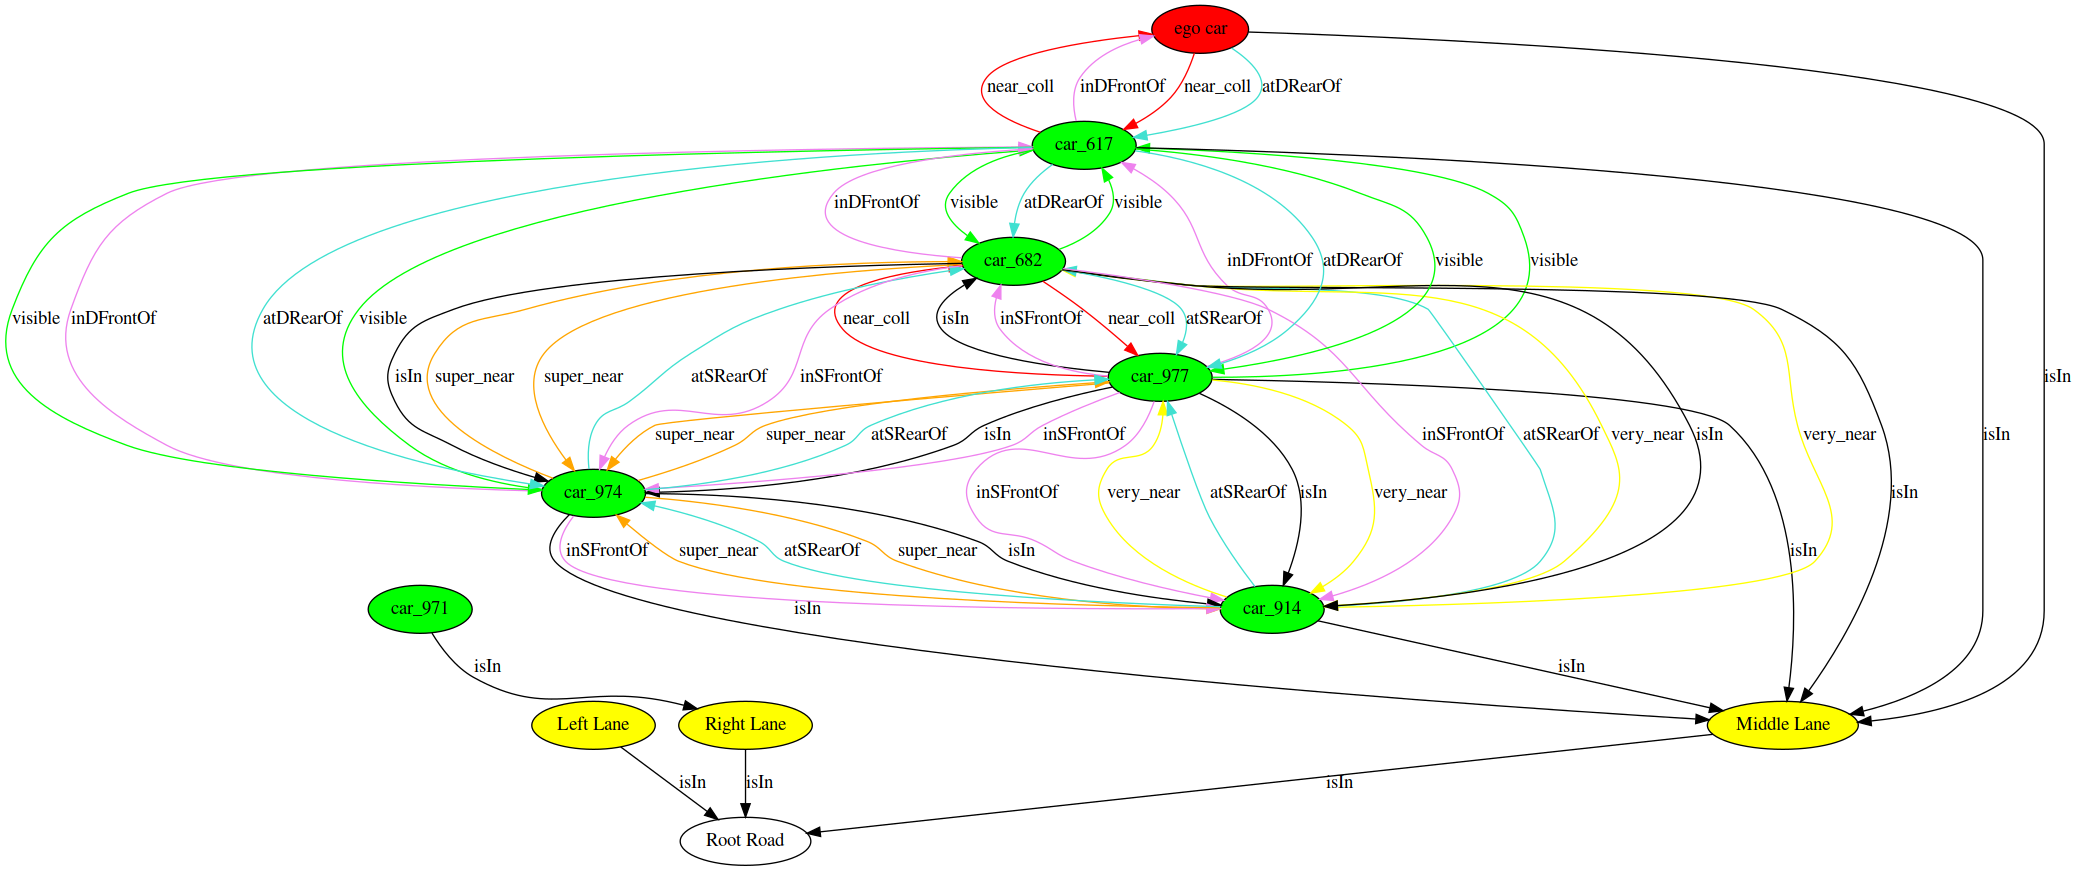 ego car
near_coll
inDFrontOf
near_coll
atDRearOf
car_617
inDFrontOf
visible
atDRearOf
visible
car_682
inDFrontOf
atDRearOf
visible
visible
visible
inDFrontOf
atDRearOf
visible
near_coll
isIn
inSFrontOf
near_coll
atSRearOf
isIn
super_near
super_near
atSRearOf
inSFrontOf
car_977
isIn
super_near
super_near
atSRearOf
isIn
inSFrontOf
inSFrontOf
atSRearOf
very_near
isIn
very_near
isIn
car_974
inSFrontOf
very_near
atSRearOf
isIn
very_near
isIn
inSFrontOf
super_near
atSRearOf
super_near
isIn
isIn
car_971
isIn
car_914
isIn
isIn
Left Lane
Right Lane
Middle Lane
isIn
isIn
isIn
Root Road